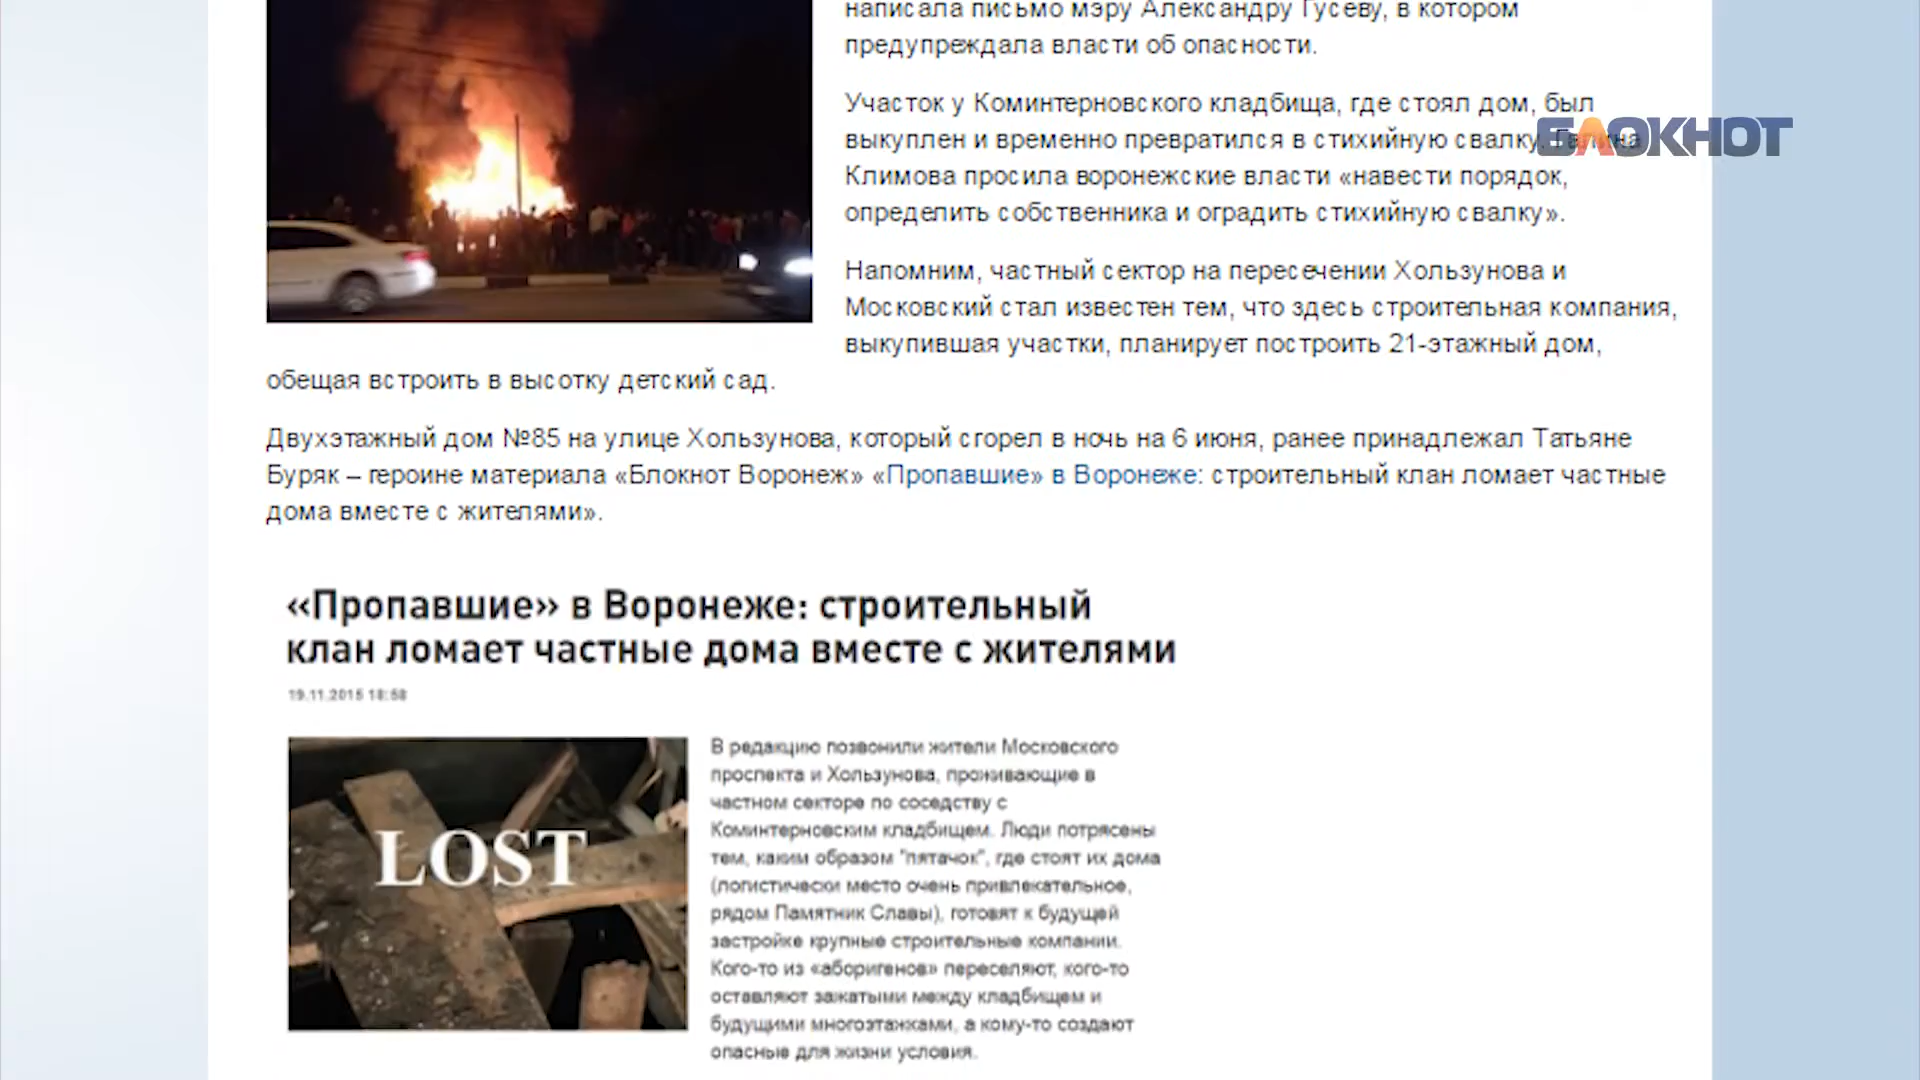 написала письмо мэру Александру Гусеву, в котором
предупреждала власти об опасности.
Участок у Коминтерновского кладбища, где стоял дом, был
выкуплен и временно превратился в стихийную свалку. Галина
Климова просила воронежские власти «навести порядок,
определить собственника и оградить стихийную свалку».
БЛОКНОТ
Напомним, частный сектор на пересечении Хользунова и
Московский стал известен тем, что здесь строительная компания,
выкупившая участки, планирует построить 21-этажный дом,
обещая встроить в высотку детский сад.
Двухэтажный дом №85 на улице Хользунова, который сгорел в ночь на 6 июня, ранее принадлежал Татьяне
Буряк – героине материала «Блокнот Воронеж» «Пропавшие» в Воронеже: строительный клан ломает частные
дома вместе с жителями».
«Пропавшие» в Воронеже: строительный
клан ломает частные дома вместе с жителями
19.11.2015 18:58
LOST
В редакцию позвонили жители Московского
проспекта и Хользунова, проживающие в
частном секторе по соседству с
Коминтерновским кладбищем. Люди потрясены
тем, каким образом "пятачок", где стоят их дома
(логистически место очень привлекательное,
рядом Памятник Славы), готовят к будущей
застройке крупные строительные компании.
Кого-то из «аборигенов» переселяют, кого-то
оставляют зажатыми между кладбищем и
будущими многоэтажками, а кому-то создают
опасные для жизни условия.